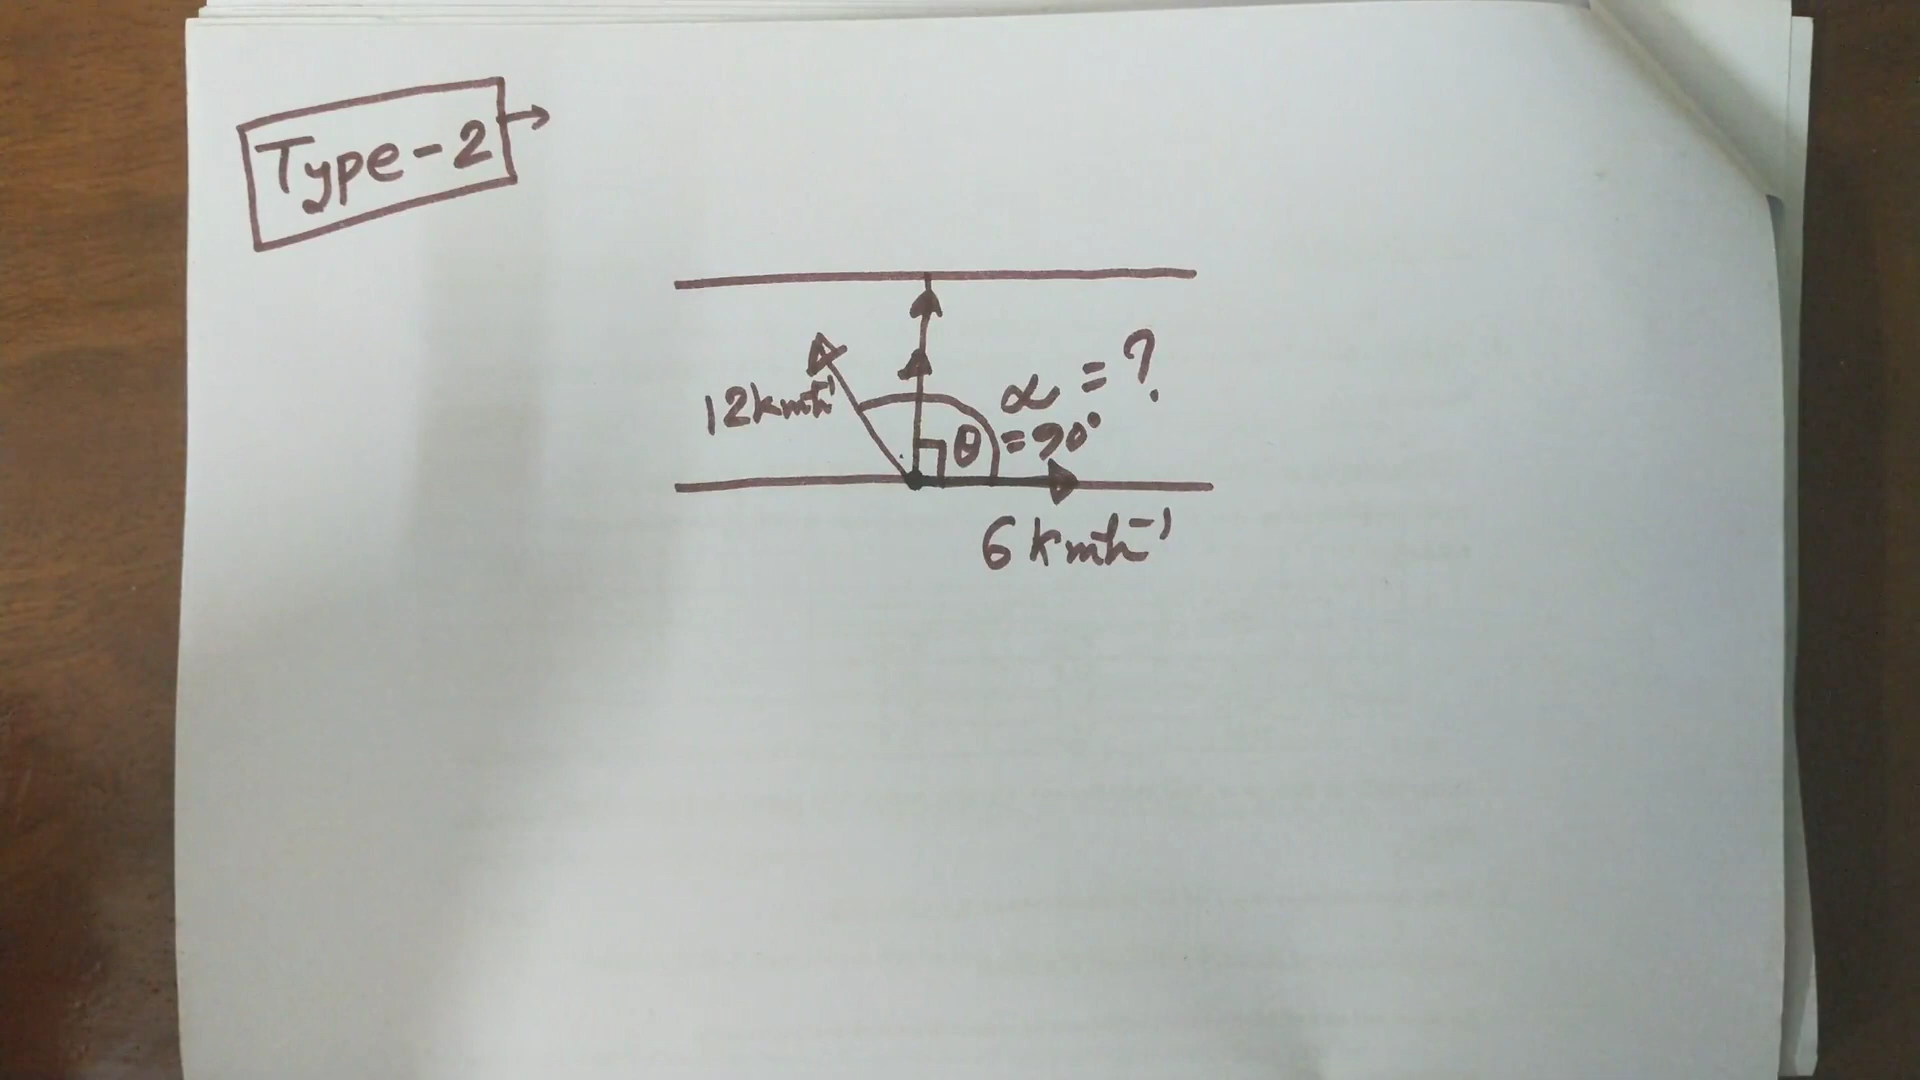 Type-2
12kmh⁻¹
α = ?
θ = 90°
6 kmh⁻¹